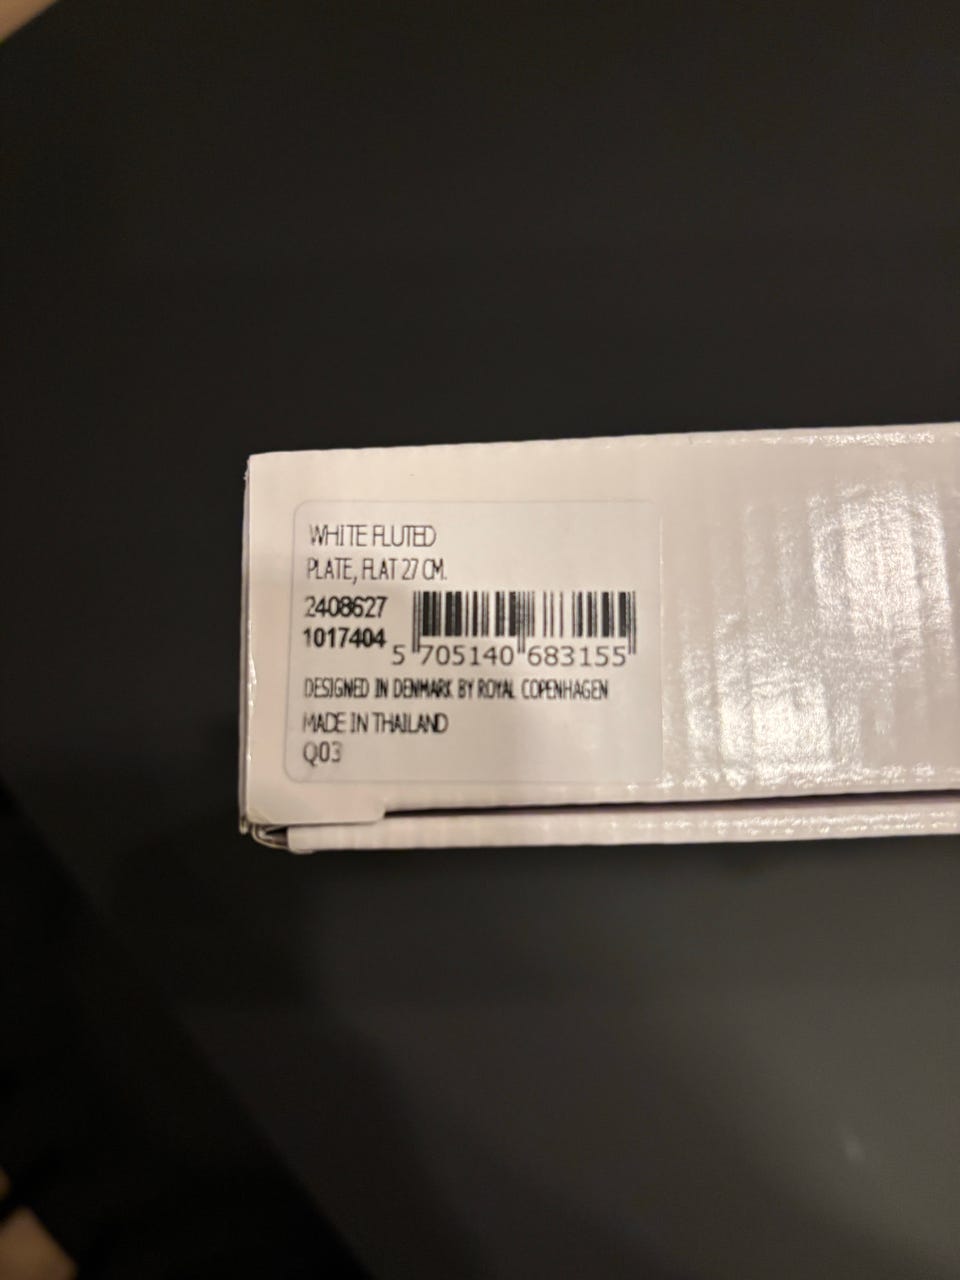 WHITE FLUTED
PLATE, FLAT 27 CM.
2408627
1017404
5 705140 683155
DESIGNED IN DENMARK BY ROYAL COPENHAGEN
MADE IN THAILAND
Q03